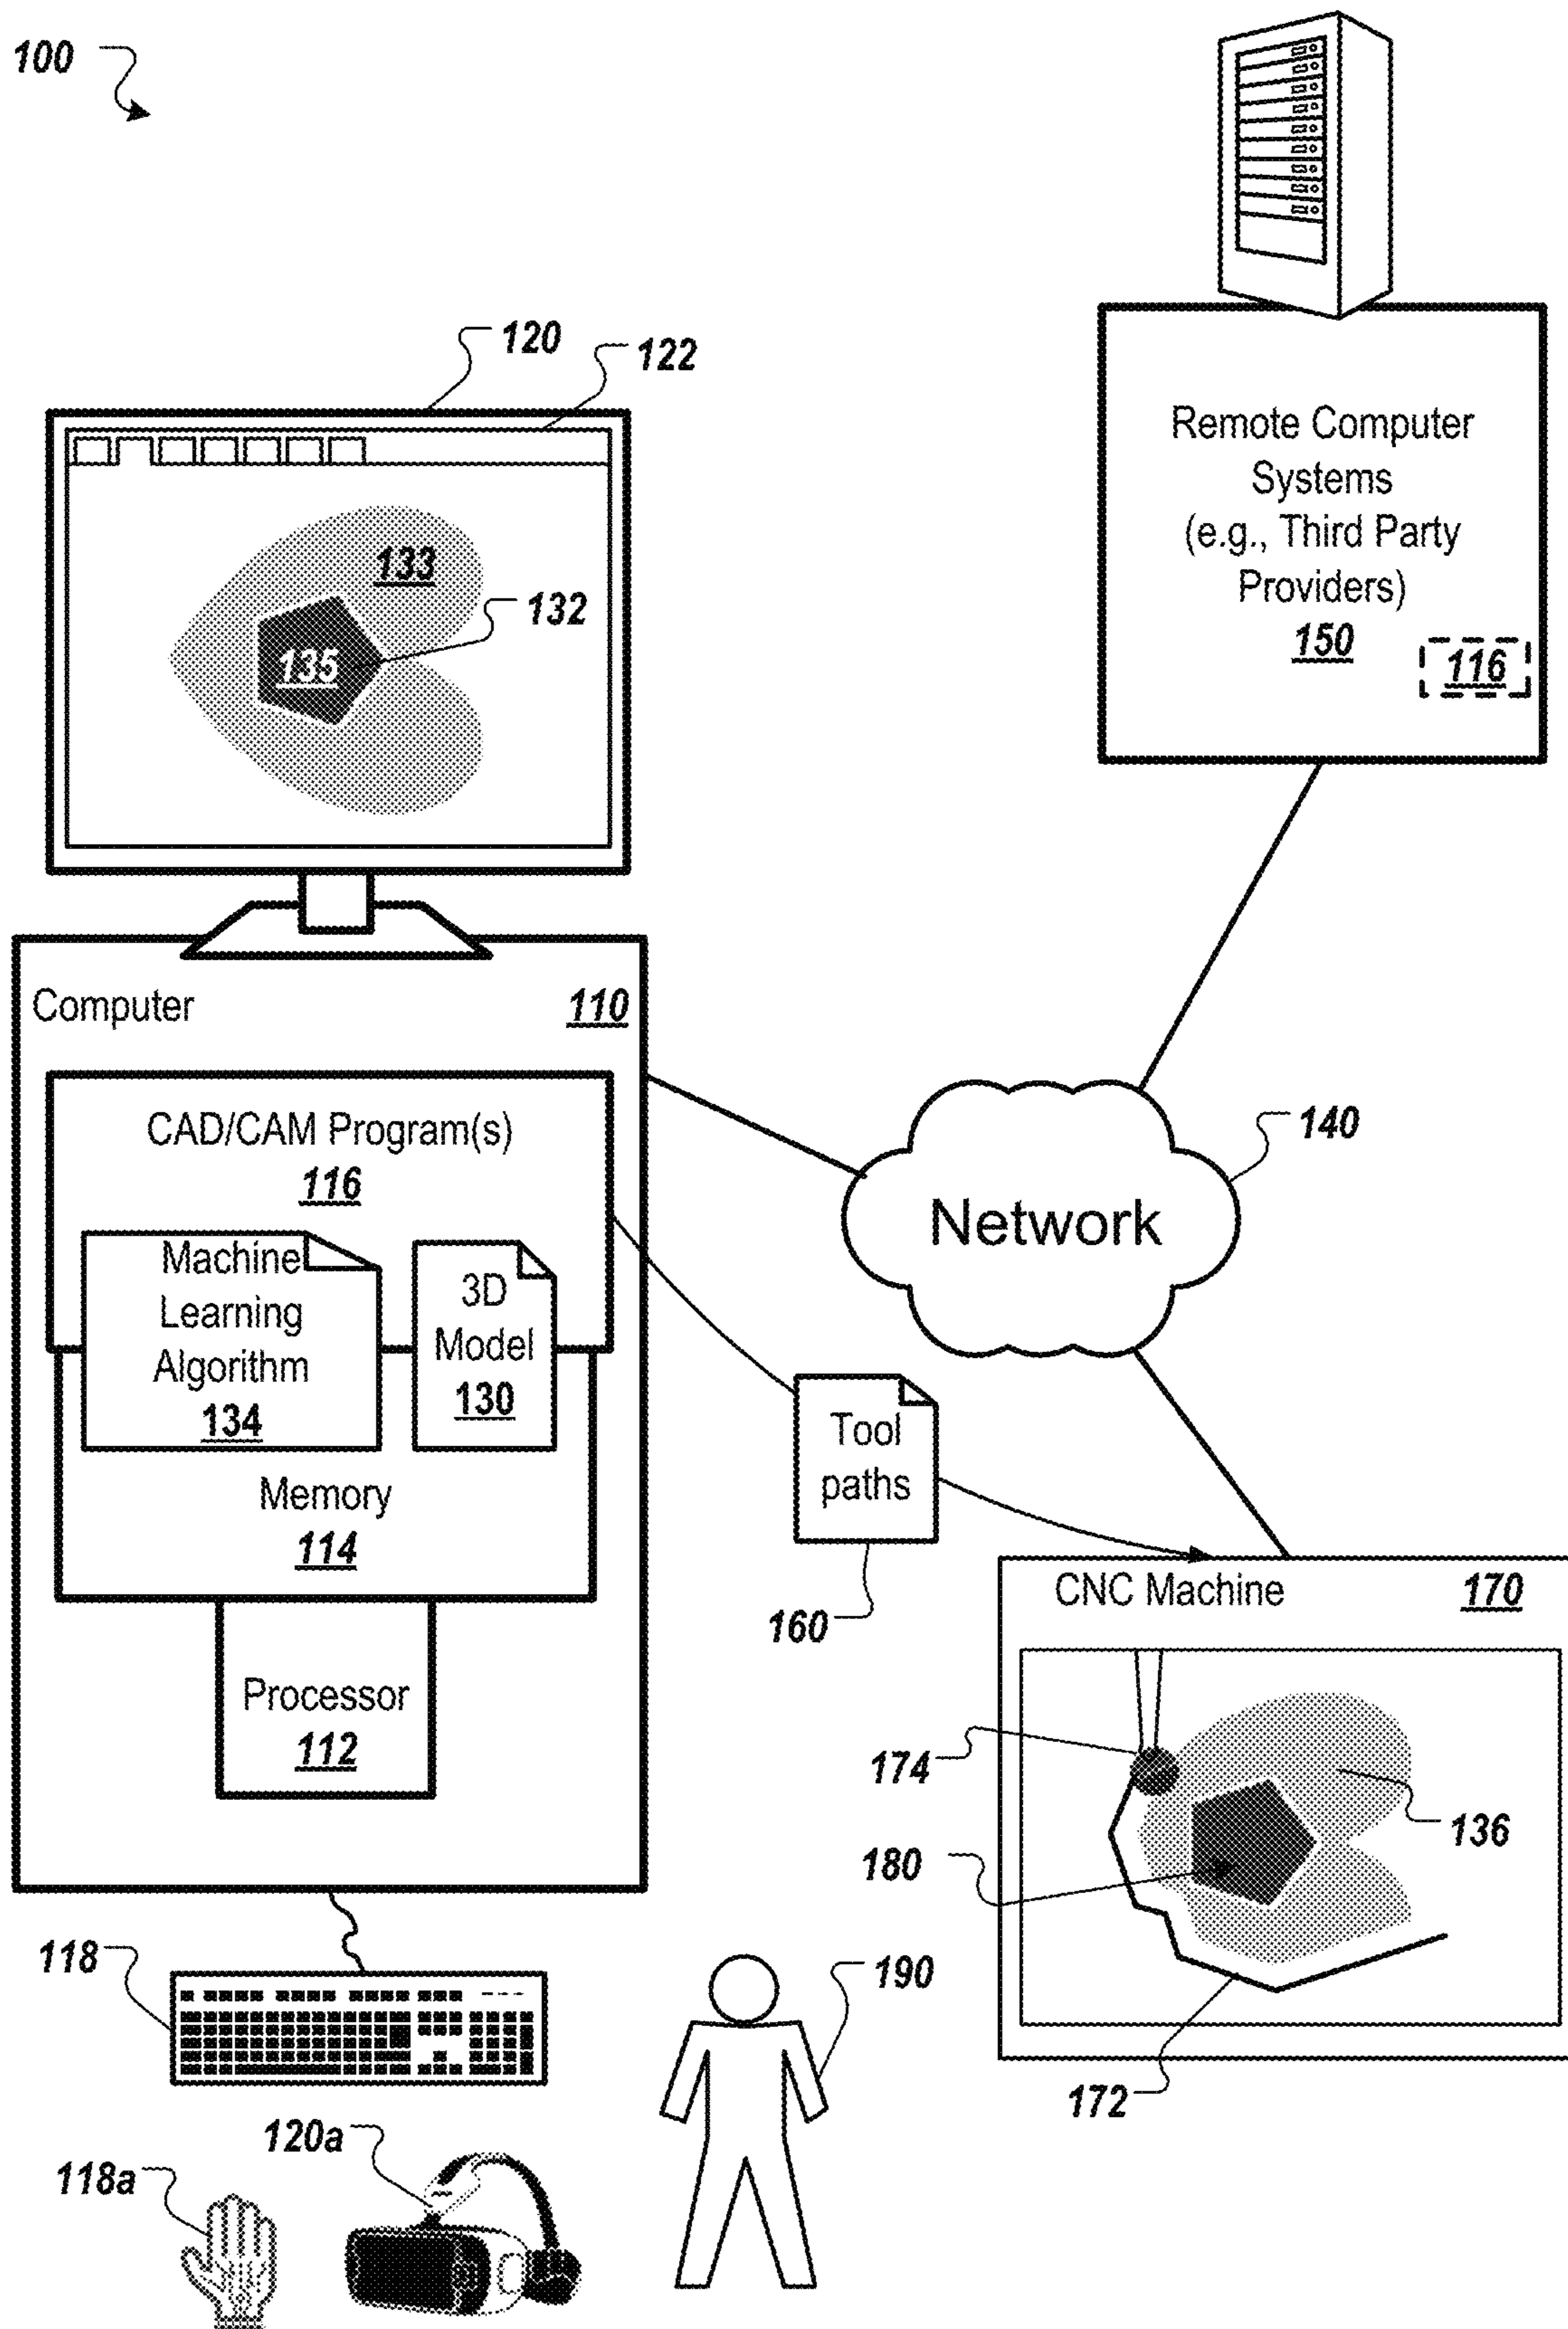 100
120
122
133
132
135
Remote Computer
Systems
(e.g., Third Party
Providers)
150
116
Computer
110
CAD/CAM Program(s)
116
Machine
Learning
Algorithm
134
3D
Model
130
Memory
114
Processor
112
140
Network
Tool
paths
160
CNC Machine
170
174
136
180
172
118
190
120a
118a